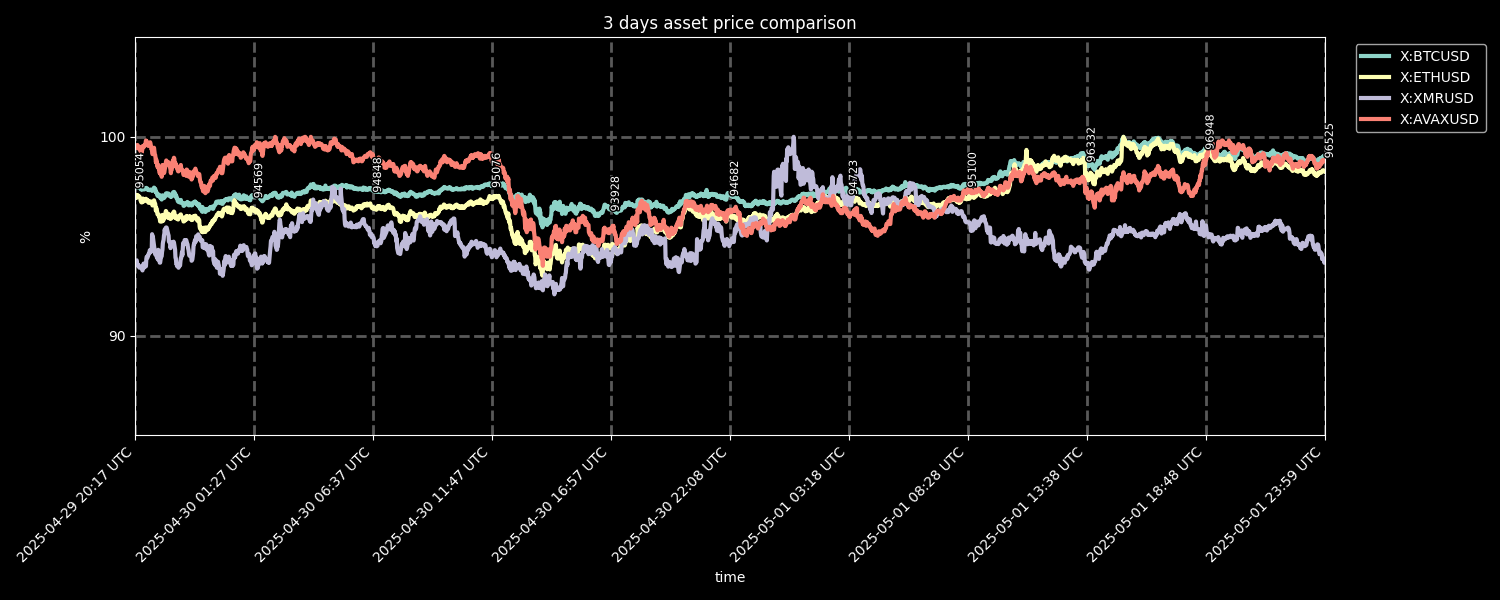 3 days asset price comparison
X:BTCUSD
X:ETHUSD
X:XMRUSD
X:AVAXUSD
100
90
%
95054
94569
94848
95076
93928
94682
94723
95100
96332
96948
96525
2025-04-29 20:17 UTC
2025-04-30 01:27 UTC
2025-04-30 06:37 UTC
2025-04-30 11:47 UTC
2025-04-30 16:57 UTC
2025-04-30 22:08 UTC
2025-05-01 03:18 UTC
2025-05-01 08:28 UTC
2025-05-01 13:38 UTC
2025-05-01 18:48 UTC
2025-05-01 23:59 UTC
time